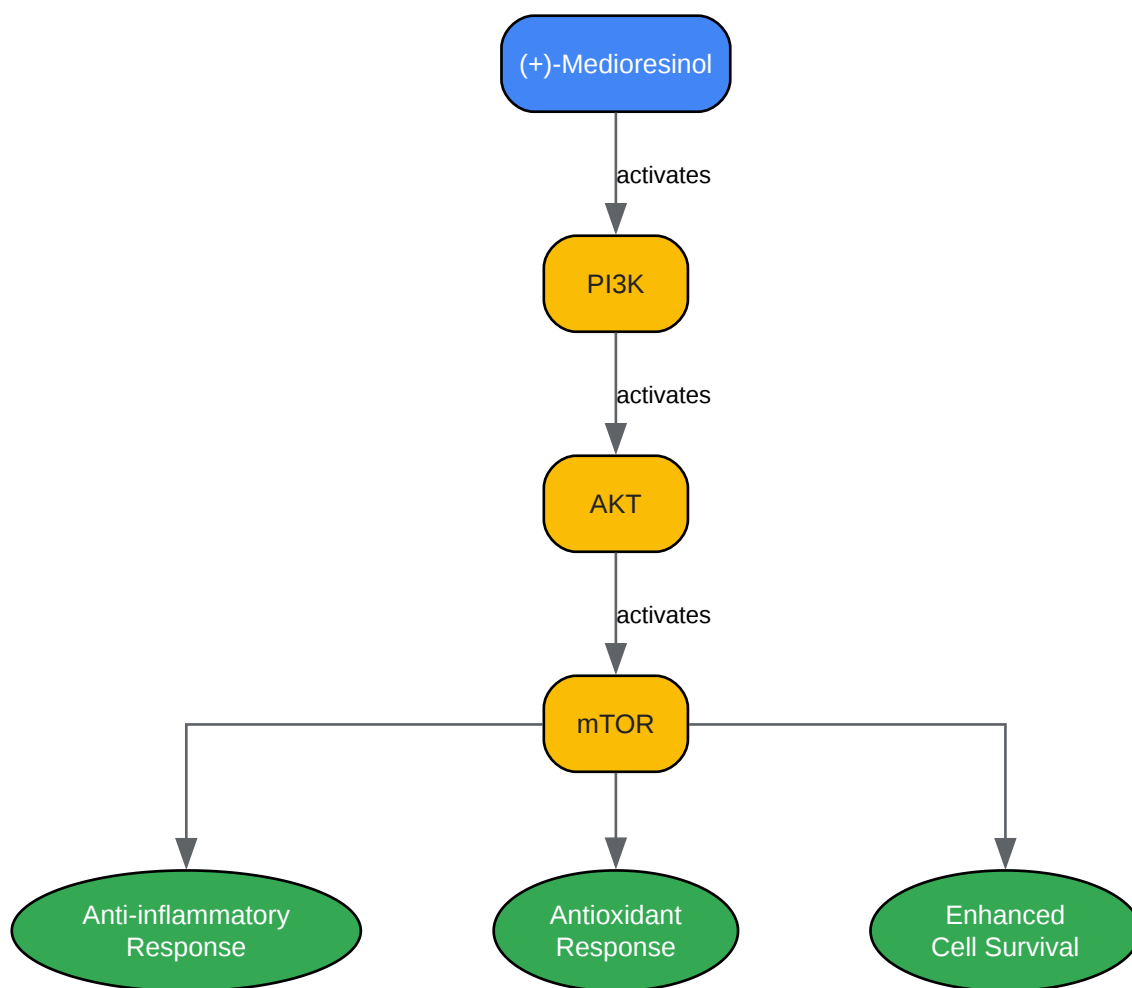 (+)-Medioresinol
activates
PI3K
activates
AKT
activates
mTOR
Anti-inflammatory
Response
Antioxidant
Response
Enhanced
Cell Survival